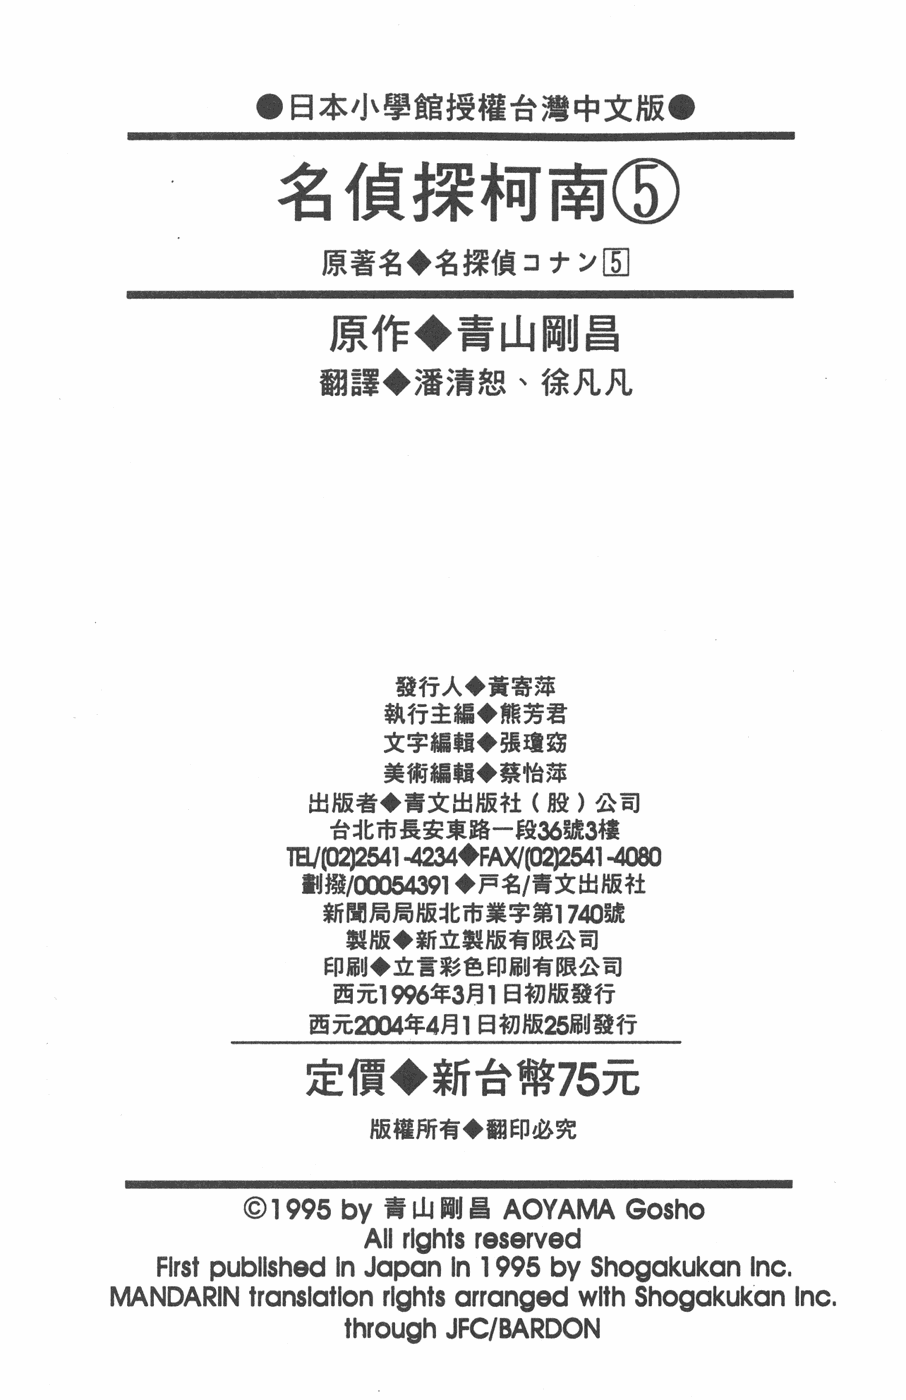 ●日本小學館授權台灣中文版●
名偵探柯南⑤
原著名◆名探偵コナン5
原作◆青山剛昌
翻譯◆潘清恕、徐凡凡
發行人◆黃寄萍
執行主編◆熊芳君
文字編輯◆張瓊窈
美術編輯◆蔡怡萍
出版者◆青文出版社(股)公司
台北市長安東路一段36號3樓
TEL/(02)2541-4234◆FAX/(02)2541-4080
劃撥/00054391◆戶名/青文出版社
新聞局局版北市業字第1740號
製版◆新立製版有限公司
印刷◆立言彩色印刷有限公司
西元1996年3月1日初版發行
西元2004年4月1日初版25刷發行
定價◆新台幣75元
版權所有◆翻印必究
©1995 by 青山剛昌 AOYAMA Gosho
All rights reserved
First published in Japan in 1995 by Shogakukan Inc.
MANDARIN translation rights arranged with Shogakukan Inc.
through JFC/BARDON